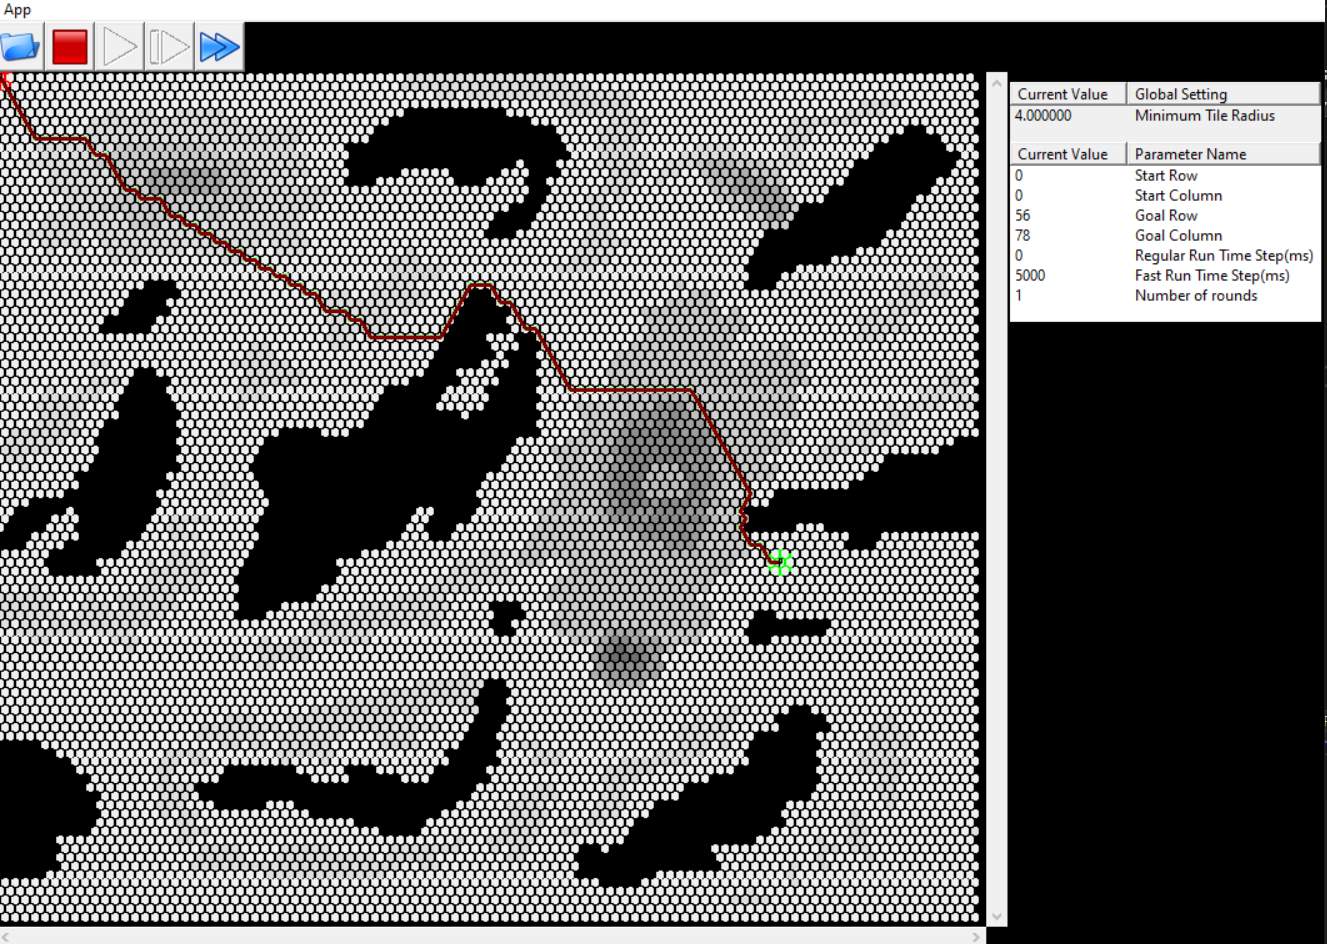 App
Current Value Global Setting
4.000000 Minimum Tile Radius
Current Value Parameter Name
0 Start Row
0 Start Column
56 Goal Row
78 Goal Column
0 Regular Run Time Step(ms)
5000 Fast Run Time Step(ms)
1 Number of rounds